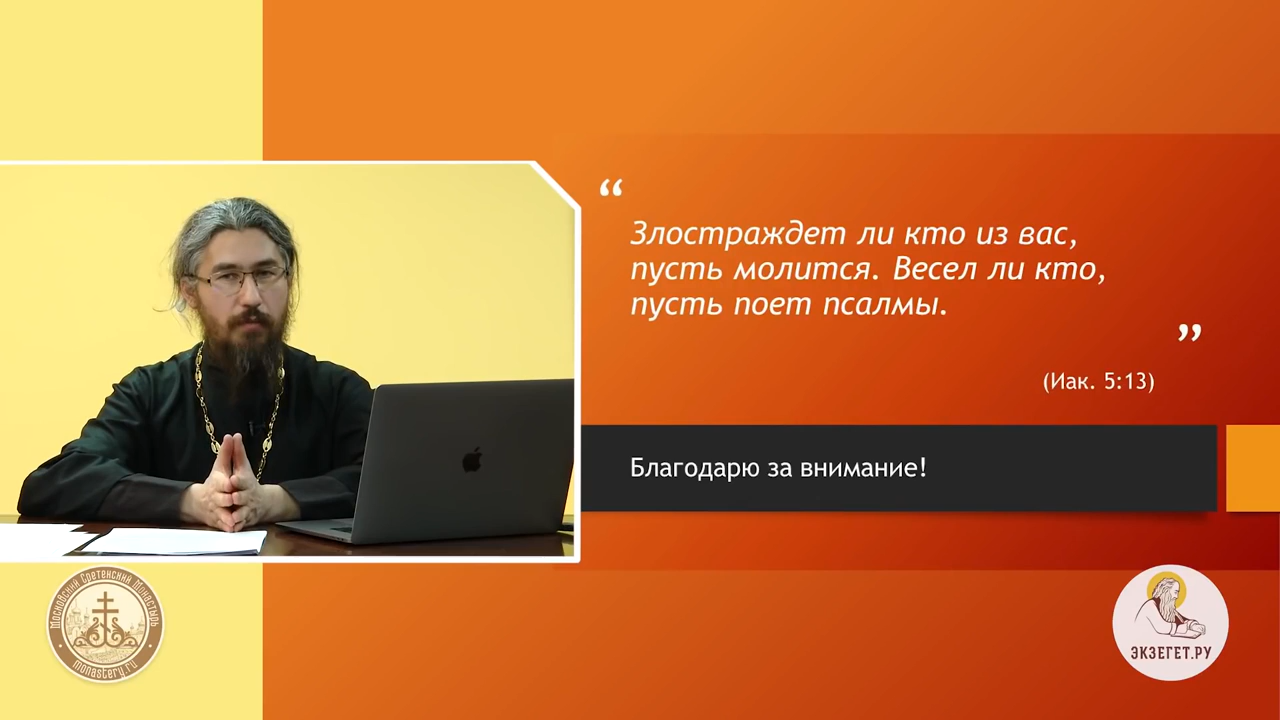 “
Злостраждет ли кто из вас,
пусть молится. Весел ли кто,
пусть поет псалмы.
”
(Иак. 5:13)
Благодарю за внимание!
Московский Сретенский Монастырь
monastery.ru
ЭКЗЕГЕТ.РУ